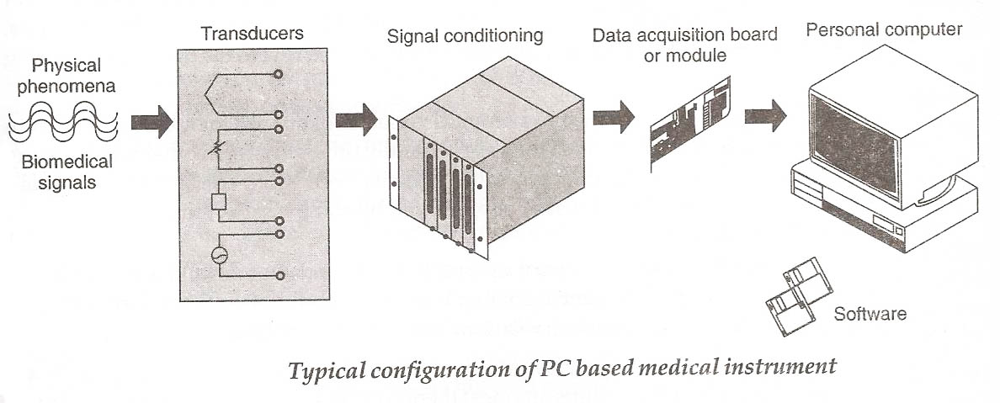 Physical
phenomena
Biomedical
signals
Transducers
Signal conditioning
Data acquisition board
or module
Personal computer
Software
Typical configuration of PC based medical instrument